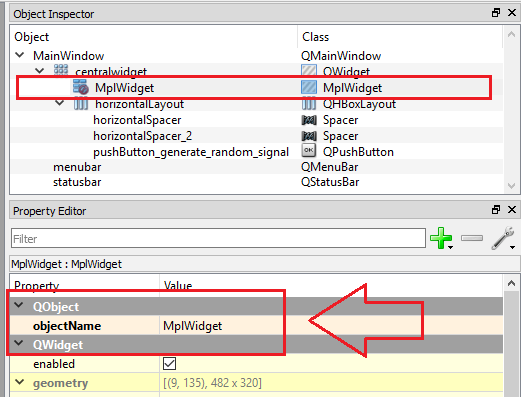 Object Inspector
Object Class
MainWindow QMainWindow
centralwidget QWidget
MplWidget MplWidget
horizontalLayout QHBoxLayout
horizontalSpacer Spacer
horizontalSpacer_2 Spacer
pushButton_generate_random_signal OK QPushButton
menubar QMenuBar
statusbar QStatusBar
Property Editor
Filter
MplWidget : MplWidget
Property Value
QObject
objectName MplWidget
QWidget
enabled
geometry [(9, 135), 482 x 320]